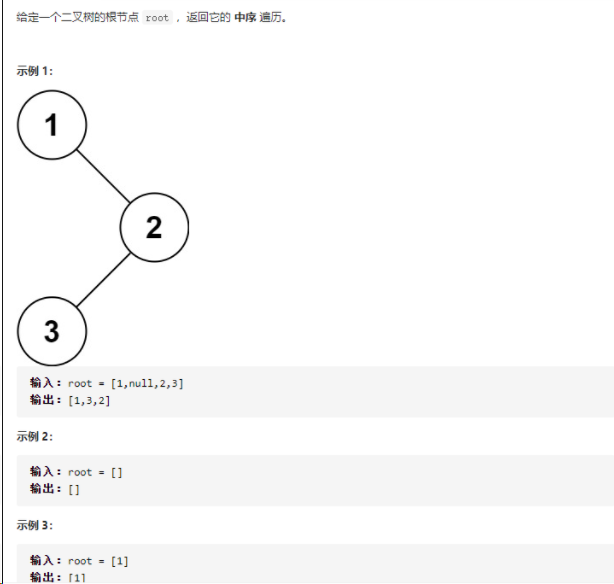 给定一个二叉树的根节点 root ，返回它的 中序 遍历。
示例 1：
1
2
3
输入：root = [1,null,2,3]
输出：[1,3,2]
示例 2：
输入：root = []
输出：[]
示例 3：
输入：root = [1]
输出：[1]